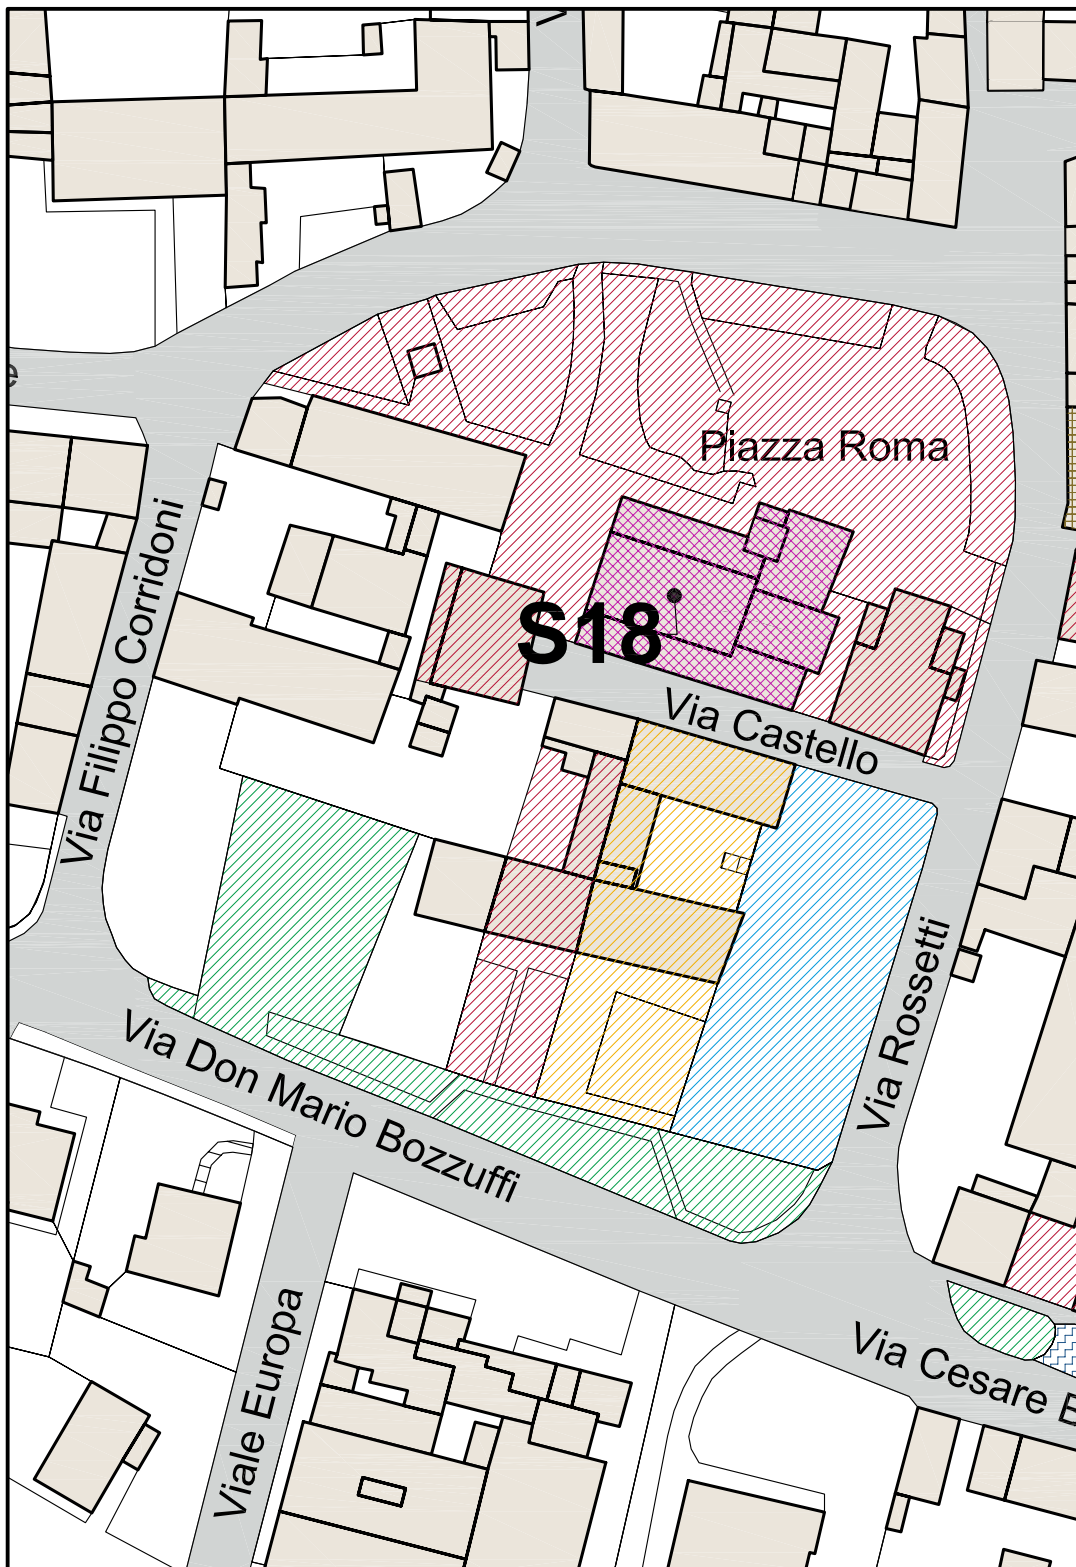 Piazza Roma
S18
Via Castello
Via Filippo Corridoni
Via Rossetti
Via Don Mario Bozzuffi
Viale Europa
Via Cesare